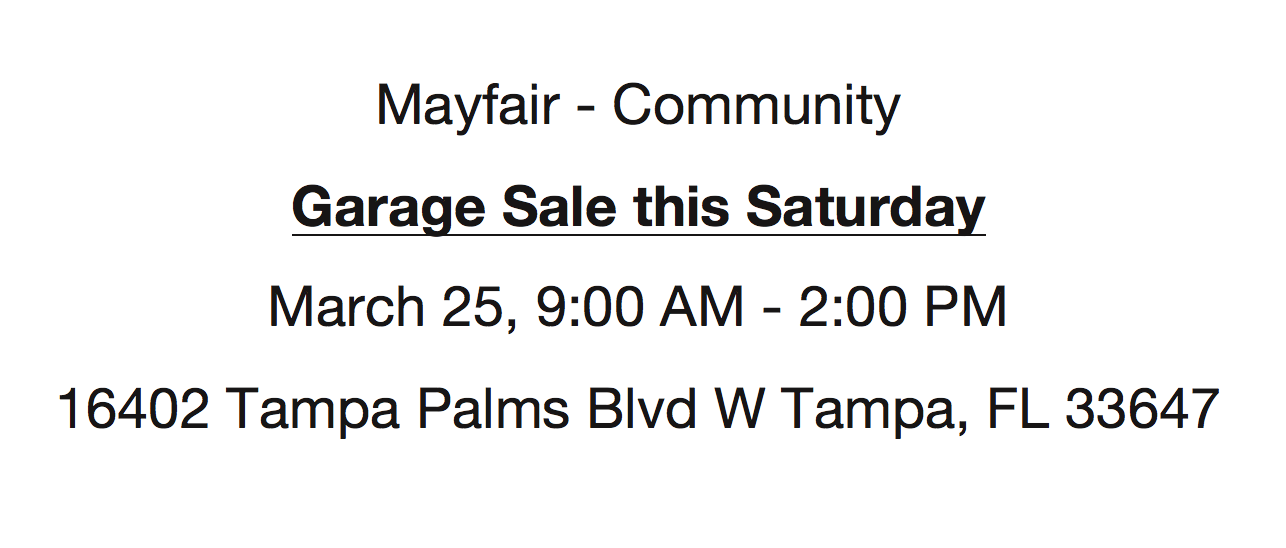 Mayfair - Community
Garage Sale this Saturday
March 25, 9:00 AM - 2:00 PM
16402 Tampa Palms Blvd W Tampa, FL 33647